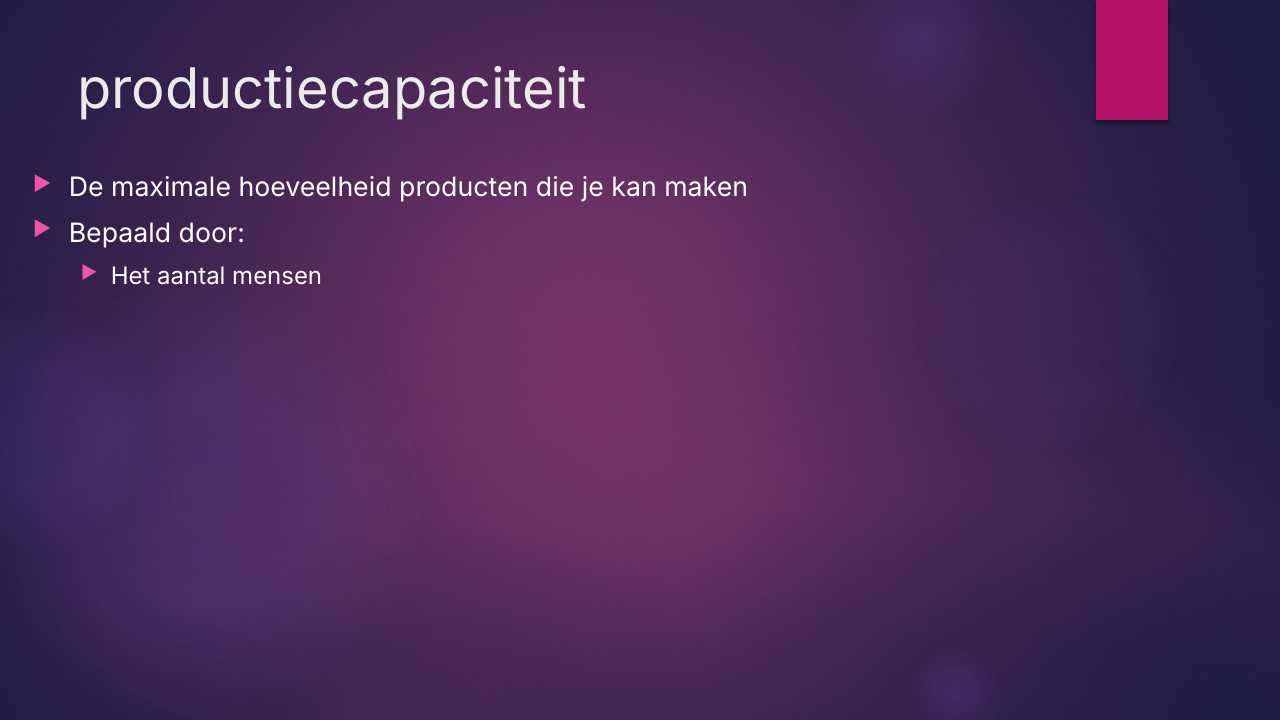 productiecapaciteit
De maximale hoeveelheid producten die je kan maken
Bepaald door:
Het aantal mensen